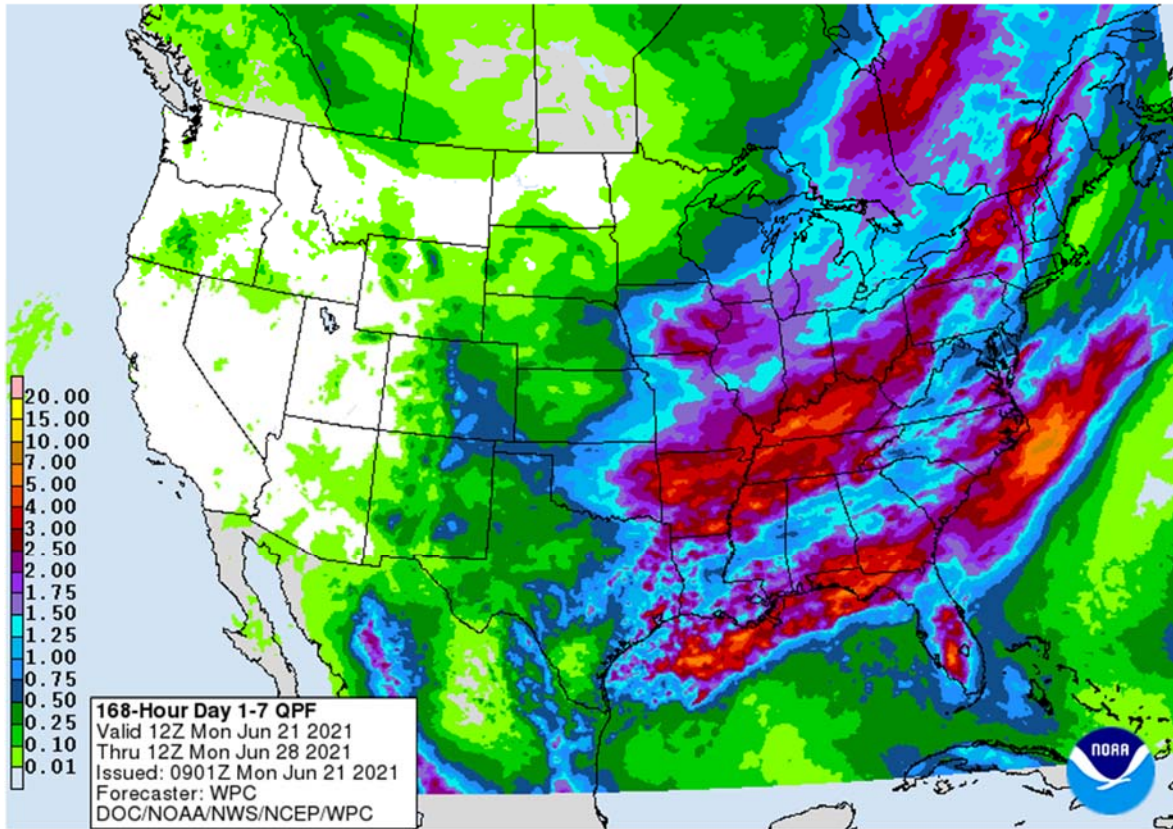 20.00
15.00
10.00
7.00
5.00
4.00
3.00
2.50
2.00
1.75
1.50
1.25
1.00
0.75
0.50
0.25
0.10
0.01
168-Hour Day 1-7 QPF
Valid 12Z Mon Jun 21 2021
Thru 12Z Mon Jun 28 2021
Issued: 0901Z Mon Jun 21 2021
Forecaster: WPC
DOC/NOAA/NWS/NCEP/WPC
NOAA